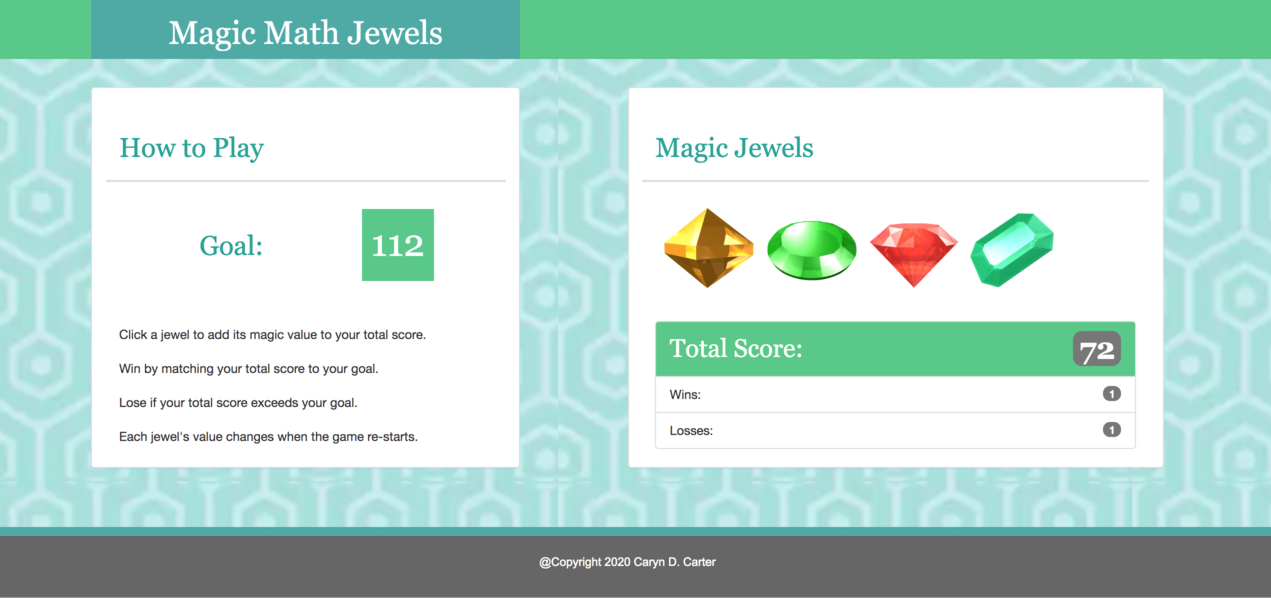 Magic Math Jewels
How to Play
Goal:
112
Click a jewel to add its magic value to your total score.
Win by matching your total score to your goal.
Lose if your total score exceeds your goal.
Each jewel's value changes when the game re-starts.
Magic Jewels
Total Score:
72
Wins:
1
Losses:
1
@Copyright 2020 Caryn D. Carter